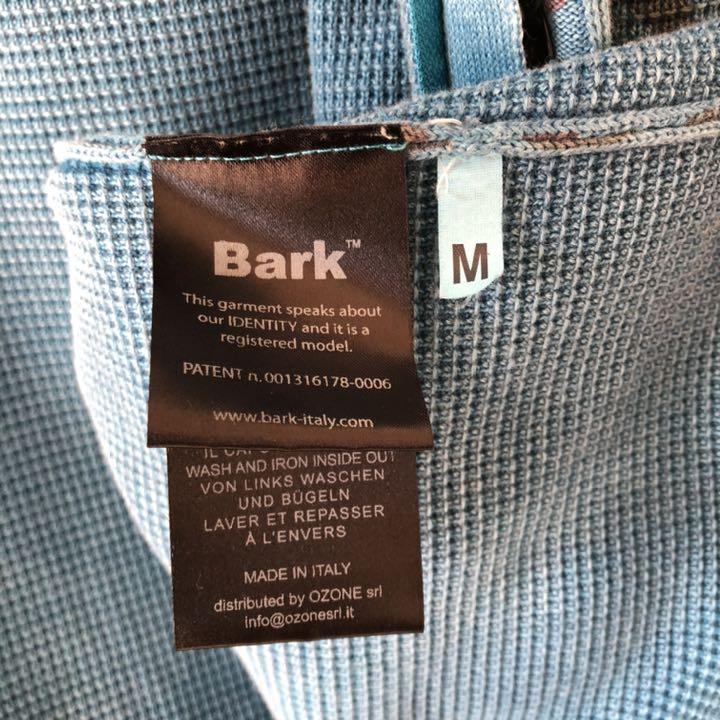 Bark™
This garment speaks about
our IDENTITY and it is a
registered model.
PATENT n. 001316178-0006
www.bark-italy.com
M
WASH AND IRON INSIDE OUT
VON LINKS WASCHEN
UND BÜGELN
LAVER ET REPASSER
À L'ENVERS
MADE IN ITALY
distributed by OZONE srl
info@ozonesrl.it